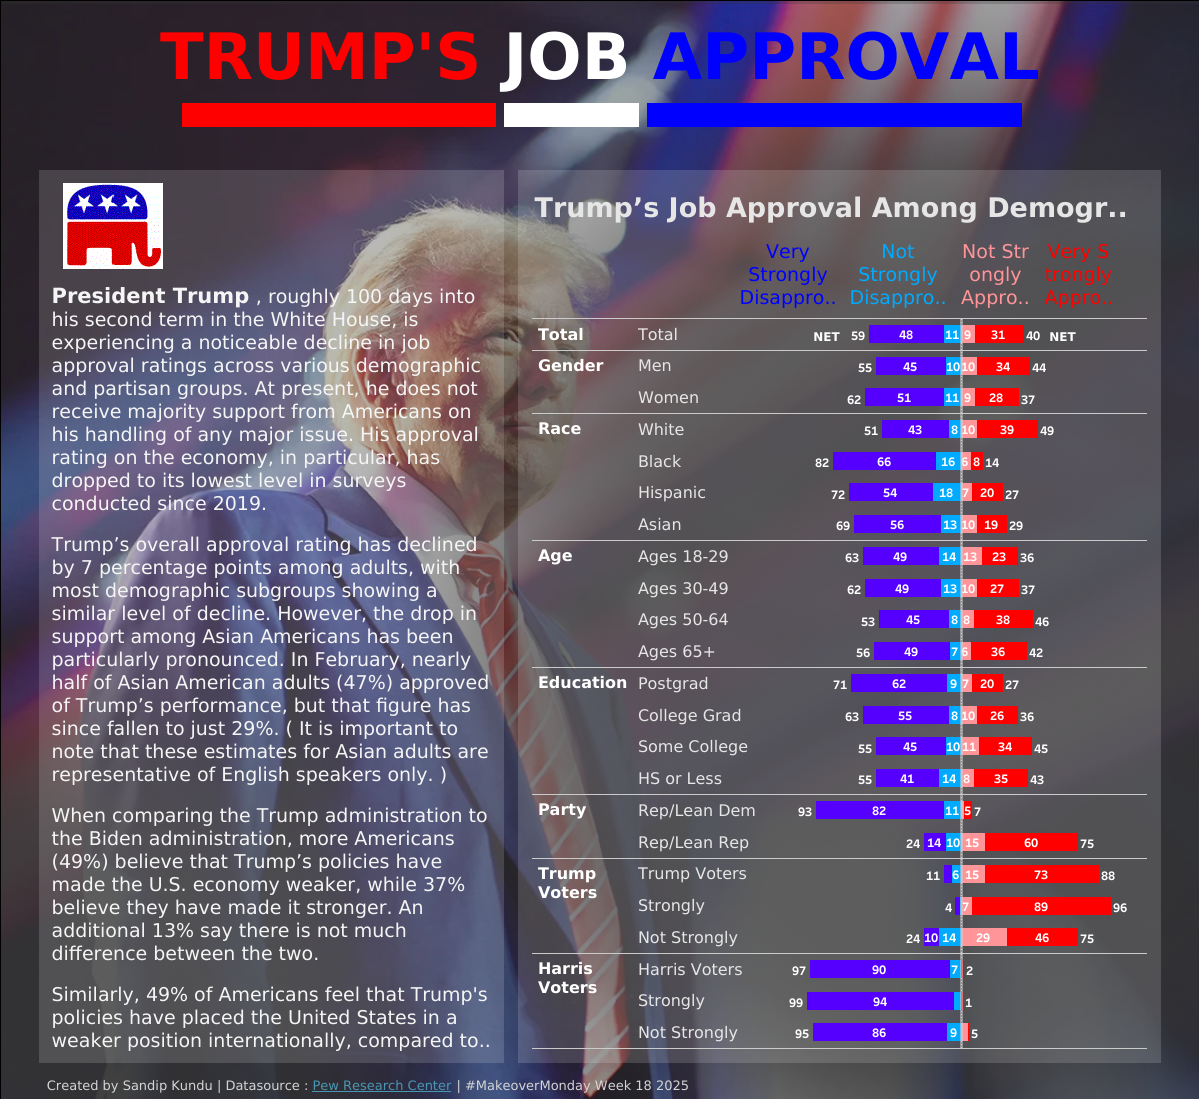 TRUMP'S JOB APPROVAL
President Trump , roughly 100 days into
his second term in the White House, is
experiencing a noticeable decline in job
approval ratings across various demographic
and partisan groups. At present, he does not
receive majority support from Americans on
his handling of any major issue. His approval
rating on the economy, in particular, has
dropped to its lowest level in surveys
conducted since 2019.
Trump’s overall approval rating has declined
by 7 percentage points among adults, with
most demographic subgroups showing a
similar level of decline. However, the drop in
support among Asian Americans has been
particularly pronounced. In February, nearly
half of Asian American adults (47%) approved
of Trump’s performance, but that figure has
since fallen to just 29%. ( It is important to
note that these estimates for Asian adults are
representative of English speakers only. )
When comparing the Trump administration to
the Biden administration, more Americans
(49%) believe that Trump’s policies have
made the U.S. economy weaker, while 37%
believe they have made it stronger. An
additional 13% say there is not much
difference between the two.
Similarly, 49% of Americans feel that Trump's
policies have placed the United States in a
weaker position internationally, compared to..
Trump’s Job Approval Among Demogr..
Very Not Not Str Very S
Strongly Strongly ongly trongly
Disappro.. Disappro.. Appro.. Appro..
Total Total NET 59 48 11 9 31 40 NET
Gender Men 55 45 10 10 34 44
Women 62 51 11 9 28 37
Race White 51 43 8 10 39 49
Black 82 66 16 6 8 14
Hispanic 72 54 18 7 20 27
Asian 69 56 13 10 19 29
Age Ages 18-29 63 49 14 13 23 36
Ages 30-49 62 49 13 10 27 37
Ages 50-64 53 45 8 8 38 46
Ages 65+ 56 49 7 6 36 42
Education Postgrad 71 62 9 7 20 27
College Grad 63 55 8 10 26 36
Some College 55 45 10 11 34 45
HS or Less 55 41 14 8 35 43
Party Rep/Lean Dem 93 82 11 5 7
Rep/Lean Rep 24 14 10 15 60 75
Trump Voters Trump Voters 11 6 15 73 88
Strongly 4 7 89 96
Not Strongly 24 10 14 29 46 75
Harris Voters Harris Voters 97 90 7 2
Strongly 99 94 1
Not Strongly 95 86 9 5
Created by Sandip Kundu | Datasource : Pew Research Center | #MakeoverMonday Week 18 2025